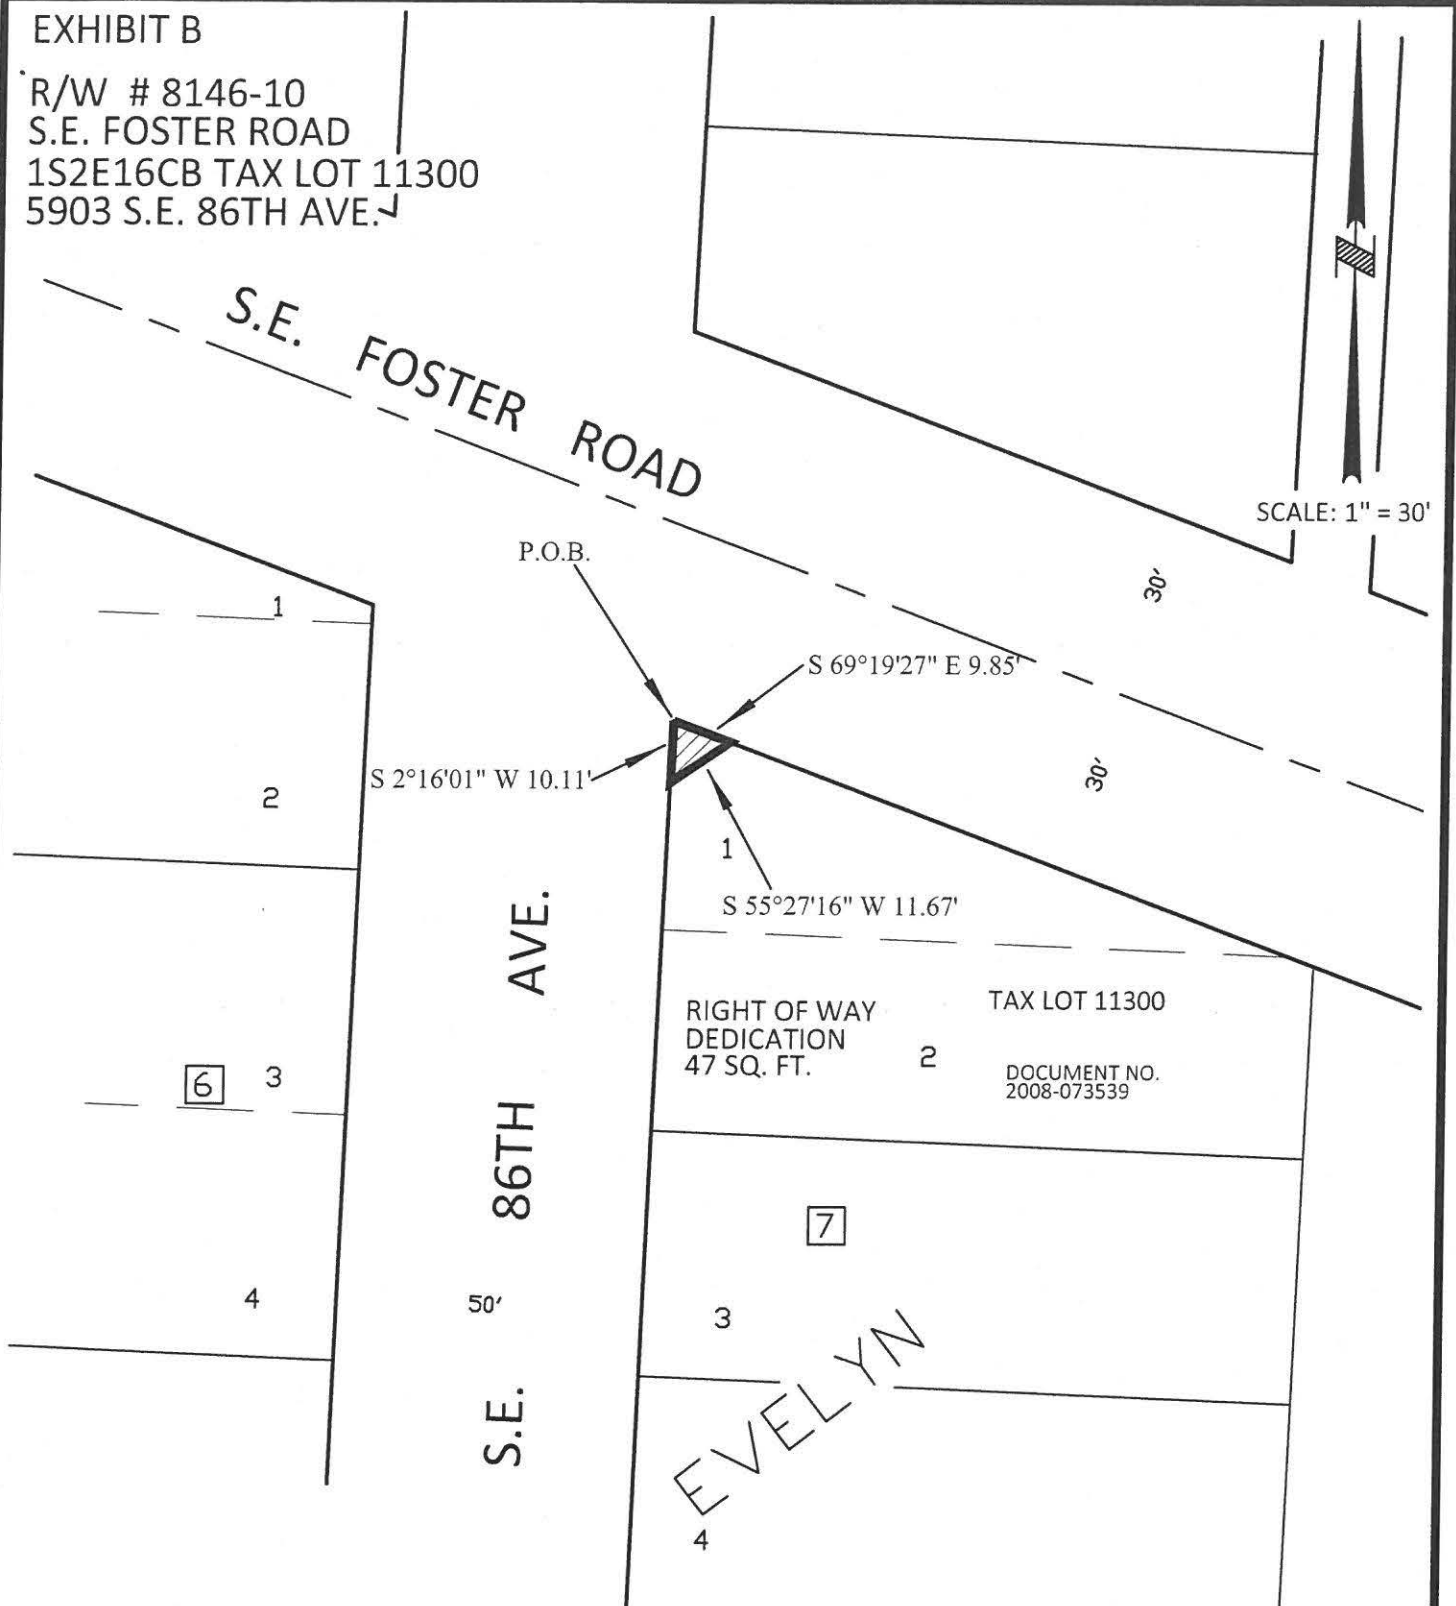 EXHIBIT B
R/W # 8146-10
S.E. FOSTER ROAD
1S2E16CB TAX LOT 11300
5903 S.E. 86TH AVE.
S.E. FOSTER ROAD
SCALE: 1" = 30'
P.O.B.
30'
1
S 69°19'27" E 9.85'
30'
S 2°16'01" W 10.11'
2
1
S 55°27'16" W 11.67'
S.E. 86TH AVE.
TAX LOT 11300
RIGHT OF WAY
DEDICATION
47 SQ. FT.
2
DOCUMENT NO.
2008-073539
6
3
7
4
50'
3
EVELYN
4